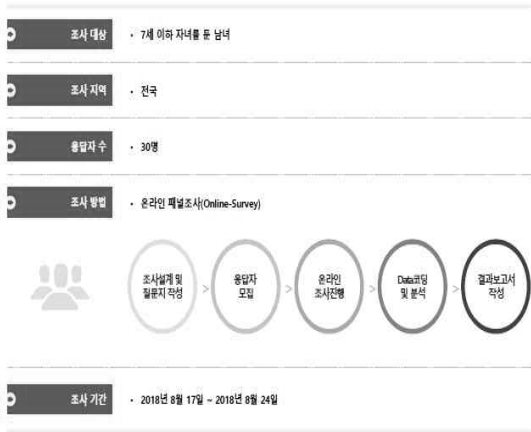 조사 대상 • 7세 이하 자녀를 둔 남녀
조사 지역 • 전국
응답자 수 • 30명
조사 방법 • 온라인 패널조사(Online-Survey)
조사설계 및
질문지 작성
>
응답자
모집
>
온라인
조사진행
>
Data코딩
및 분석
>
결과보고서
작성
조사 기간 • 2018년 8월 17일 ~ 2018년 8월 24일